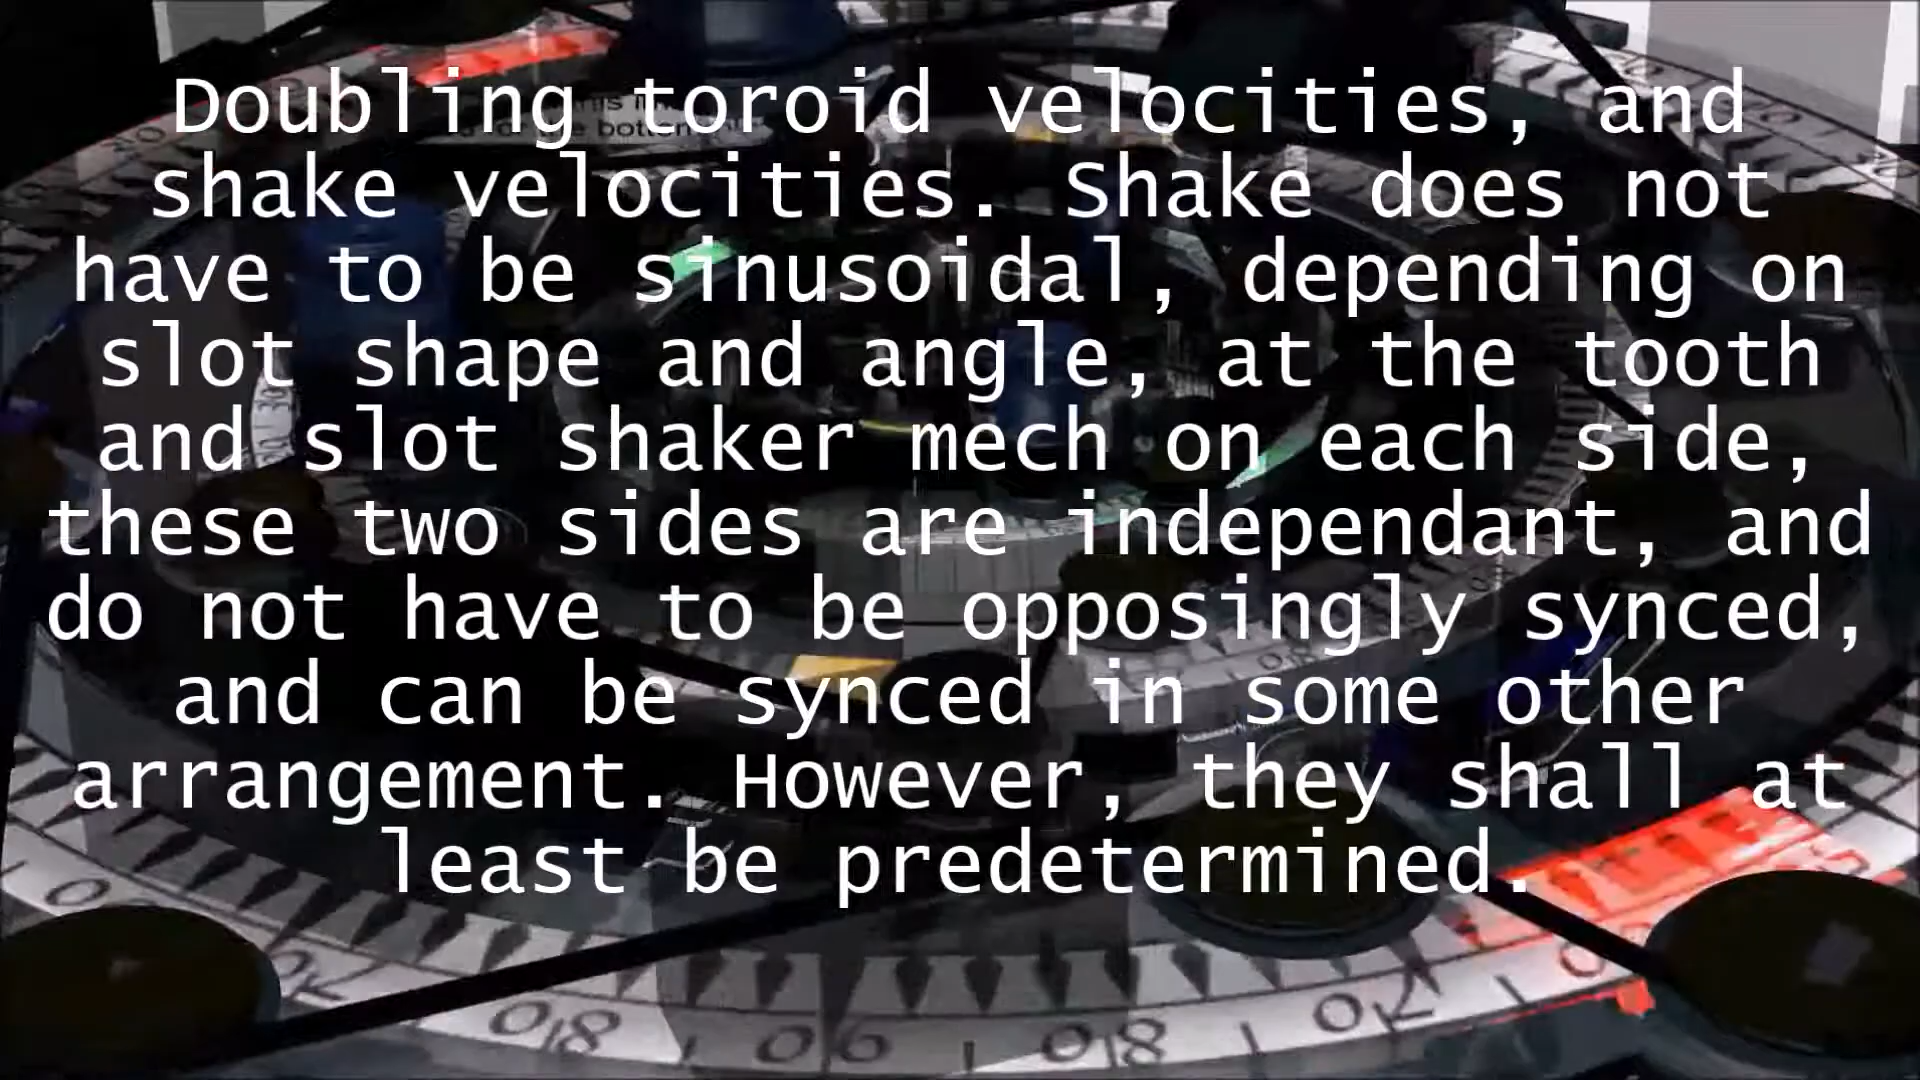 Doubling toroid velocities, and
shake velocities. Shake does not
have to be sinusoidal, depending on
slot shape and angle, at the tooth
and slot shaker mech on each side,
these two sides are independant, and
do not have to be opposingly synced,
and can be synced in some other
arrangement. However, they shall at
least be predetermined.